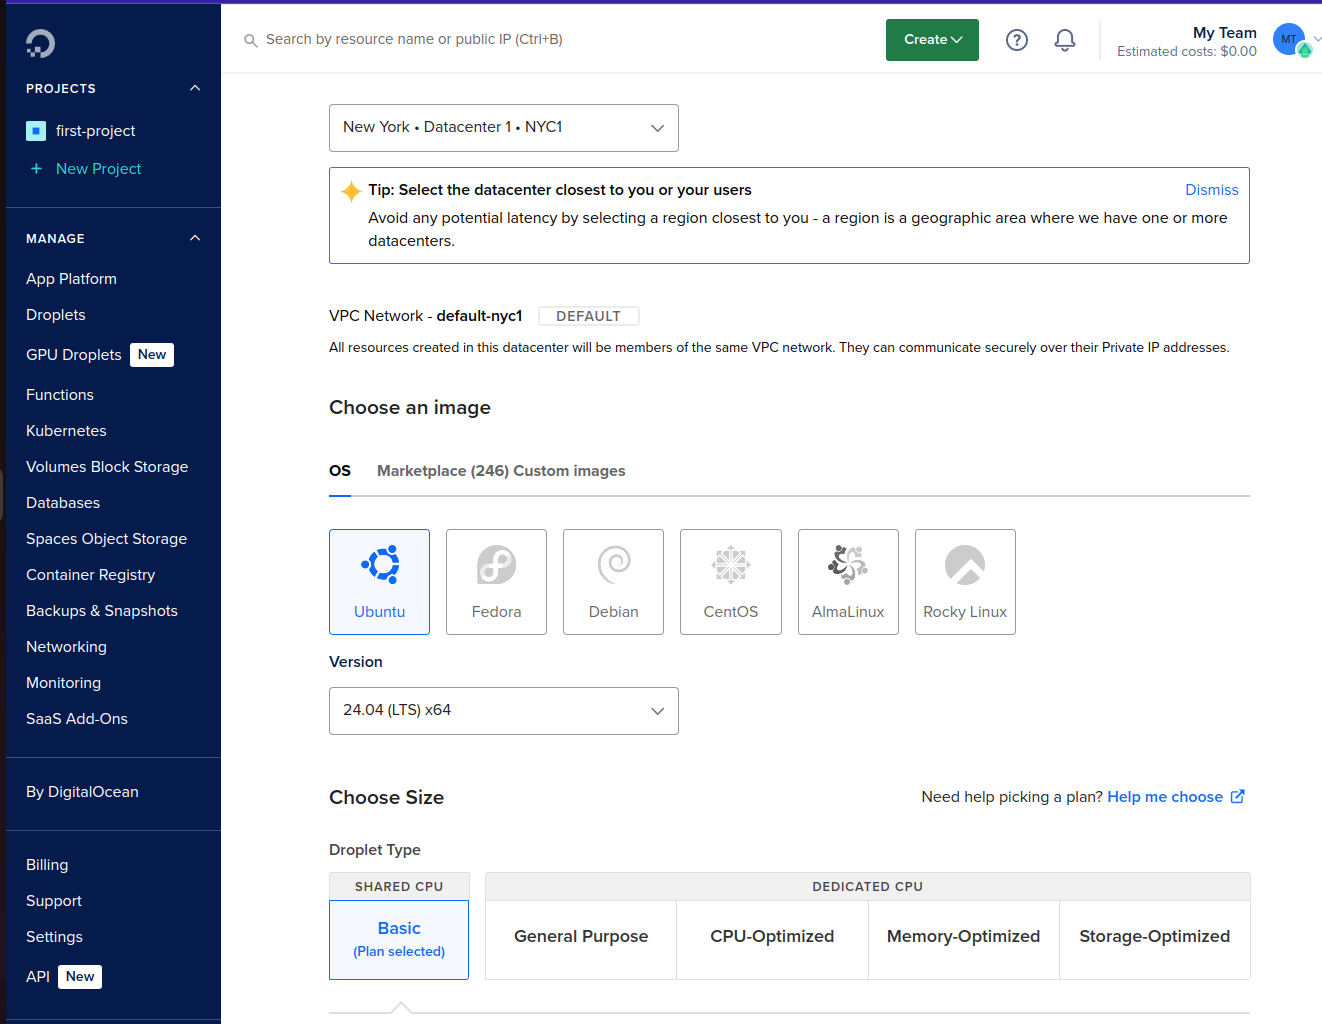 Search by resource name or public IP (Ctrl+B)
Create
My Team
Estimated costs: $0.00
MT
PROJECTS
first-project
+ New Project
MANAGE
App Platform
Droplets
GPU Droplets New
Functions
Kubernetes
Volumes Block Storage
Databases
Spaces Object Storage
Container Registry
Backups & Snapshots
Networking
Monitoring
SaaS Add-Ons
By DigitalOcean
Billing
Support
Settings
API New
New York • Datacenter 1 • NYC1
Tip: Select the datacenter closest to you or your users
Dismiss
Avoid any potential latency by selecting a region closest to you - a region is a geographic area where we have one or more
datacenters.
VPC Network - default-nyc1 DEFAULT
All resources created in this datacenter will be members of the same VPC network. They can communicate securely over their Private IP addresses.
Choose an image
OS Marketplace (246) Custom images
Ubuntu Fedora Debian CentOS AlmaLinux Rocky Linux
Version
24.04 (LTS) x64
Choose Size
Need help picking a plan? Help me choose
Droplet Type
SHARED CPU
DEDICATED CPU
Basic
(Plan selected)
General Purpose CPU-Optimized Memory-Optimized Storage-Optimized